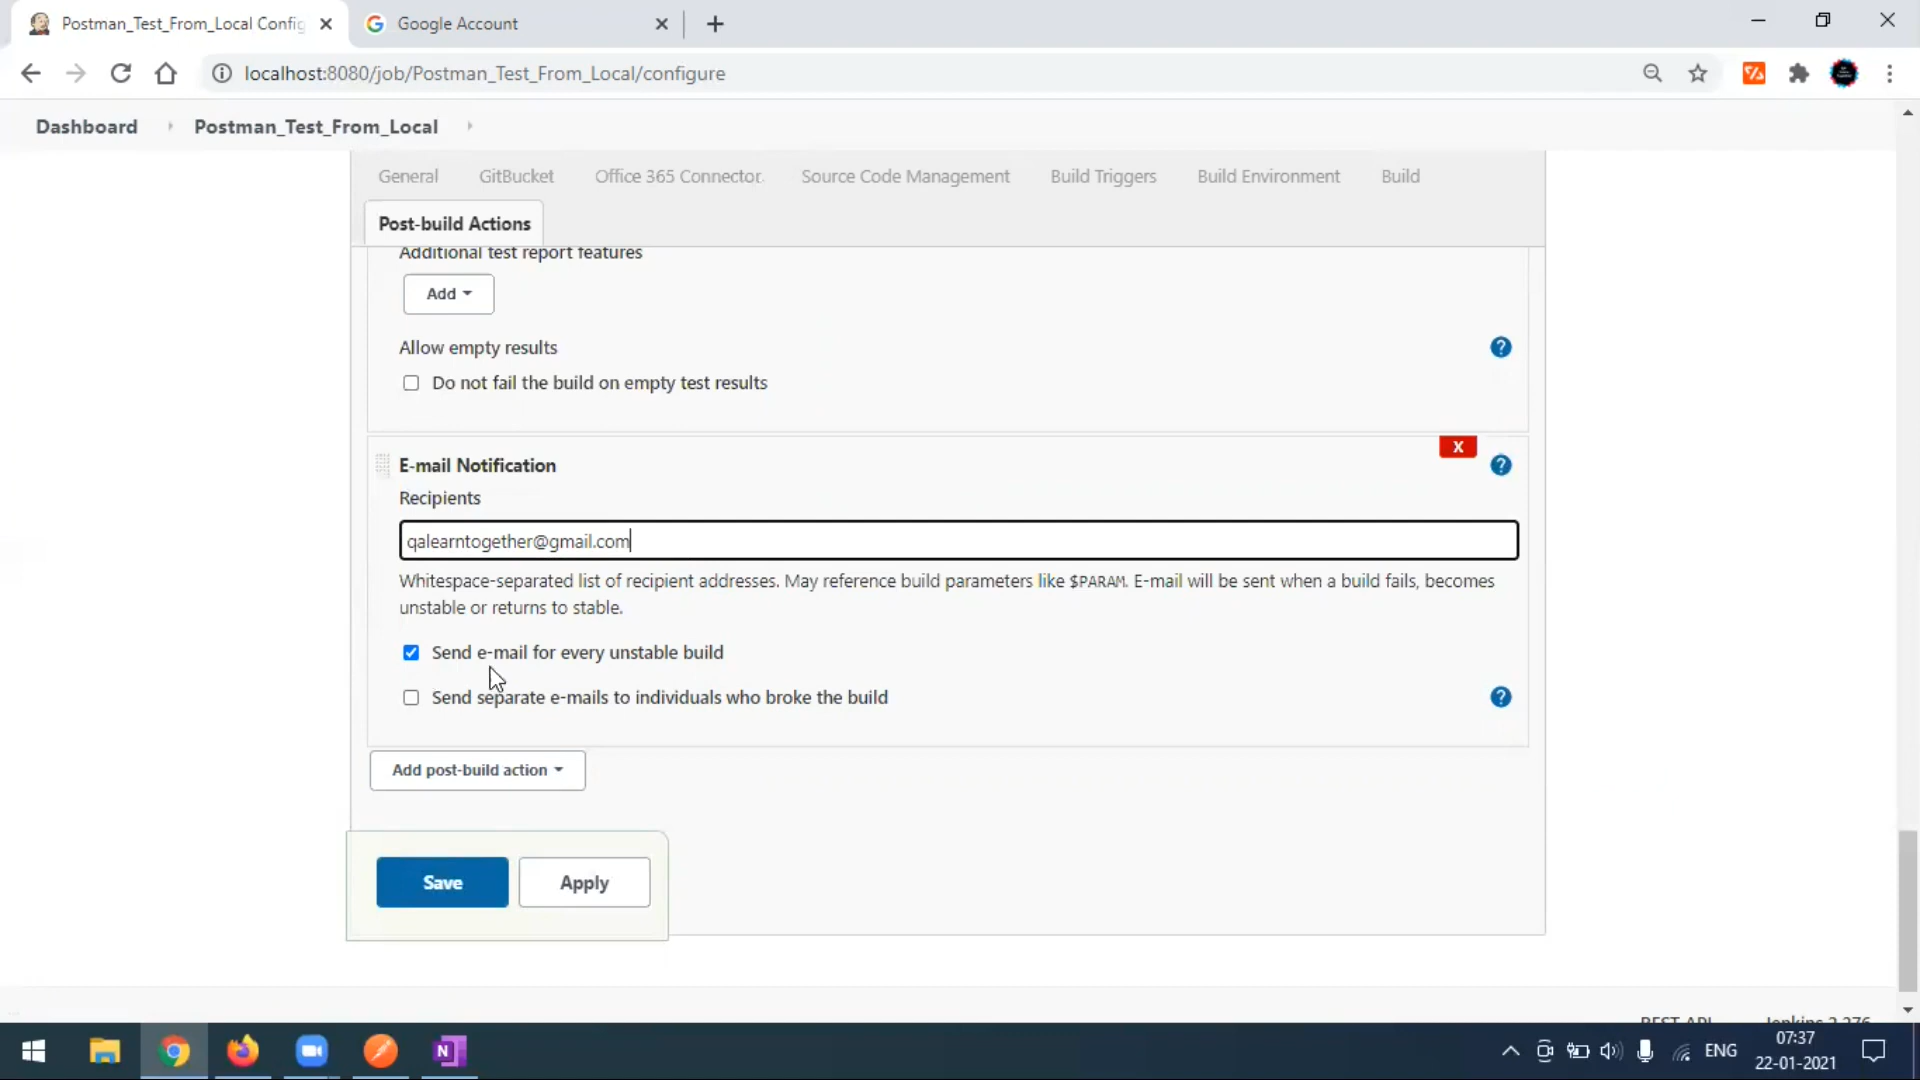 Postman_Test_From_Local Config
Google Account
localhost:8080/job/Postman_Test_From_Local/configure
Dashboard
Postman_Test_From_Local
General
GitBucket
Office 365 Connector
Source Code Management
Build Triggers
Build Environment
Build
Post-build Actions
Additional test report features
Add
Allow empty results
?
Do not fail the build on empty test results
X
E-mail Notification
?
Recipients
qalearntogether@gmail.com
Whitespace-separated list of recipient addresses. May reference build parameters like $PARAM. E-mail will be sent when a build fails, becomes
unstable or returns to stable.
Send e-mail for every unstable build
Send separate e-mails to individuals who broke the build
?
Add post-build action
Save
Apply
REST API
Jenkins 2.276
N
ENG
07:37
22-01-2021